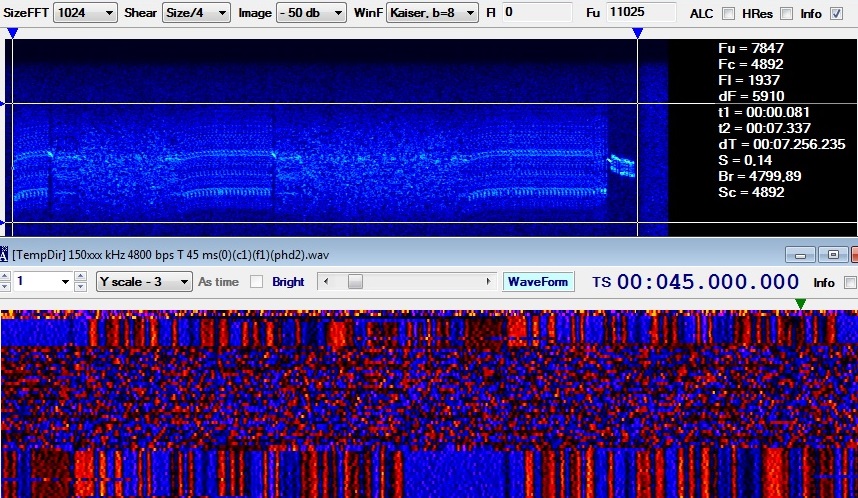 SizeFFT 1024 Shear Size/4 Image - 50 db WinF Kaiser, b=8 Fl 0 Fu 11025 ALC HRes Info
Fu = 7847
Fc = 4892
Fl = 1937
dF = 5910
t1 = 00:00.081
t2 = 00:07.337
dT = 00:07.256.235
S = 0,14
Br = 4799,89
Sc = 4892
A [TempDir] 150xxx kHz 4800 bps T 45 ms(0)(c1)(f1)(phd2).wav
1 Y scale - 3 As time Bright WaveForm TS 00:045.000.000 Info